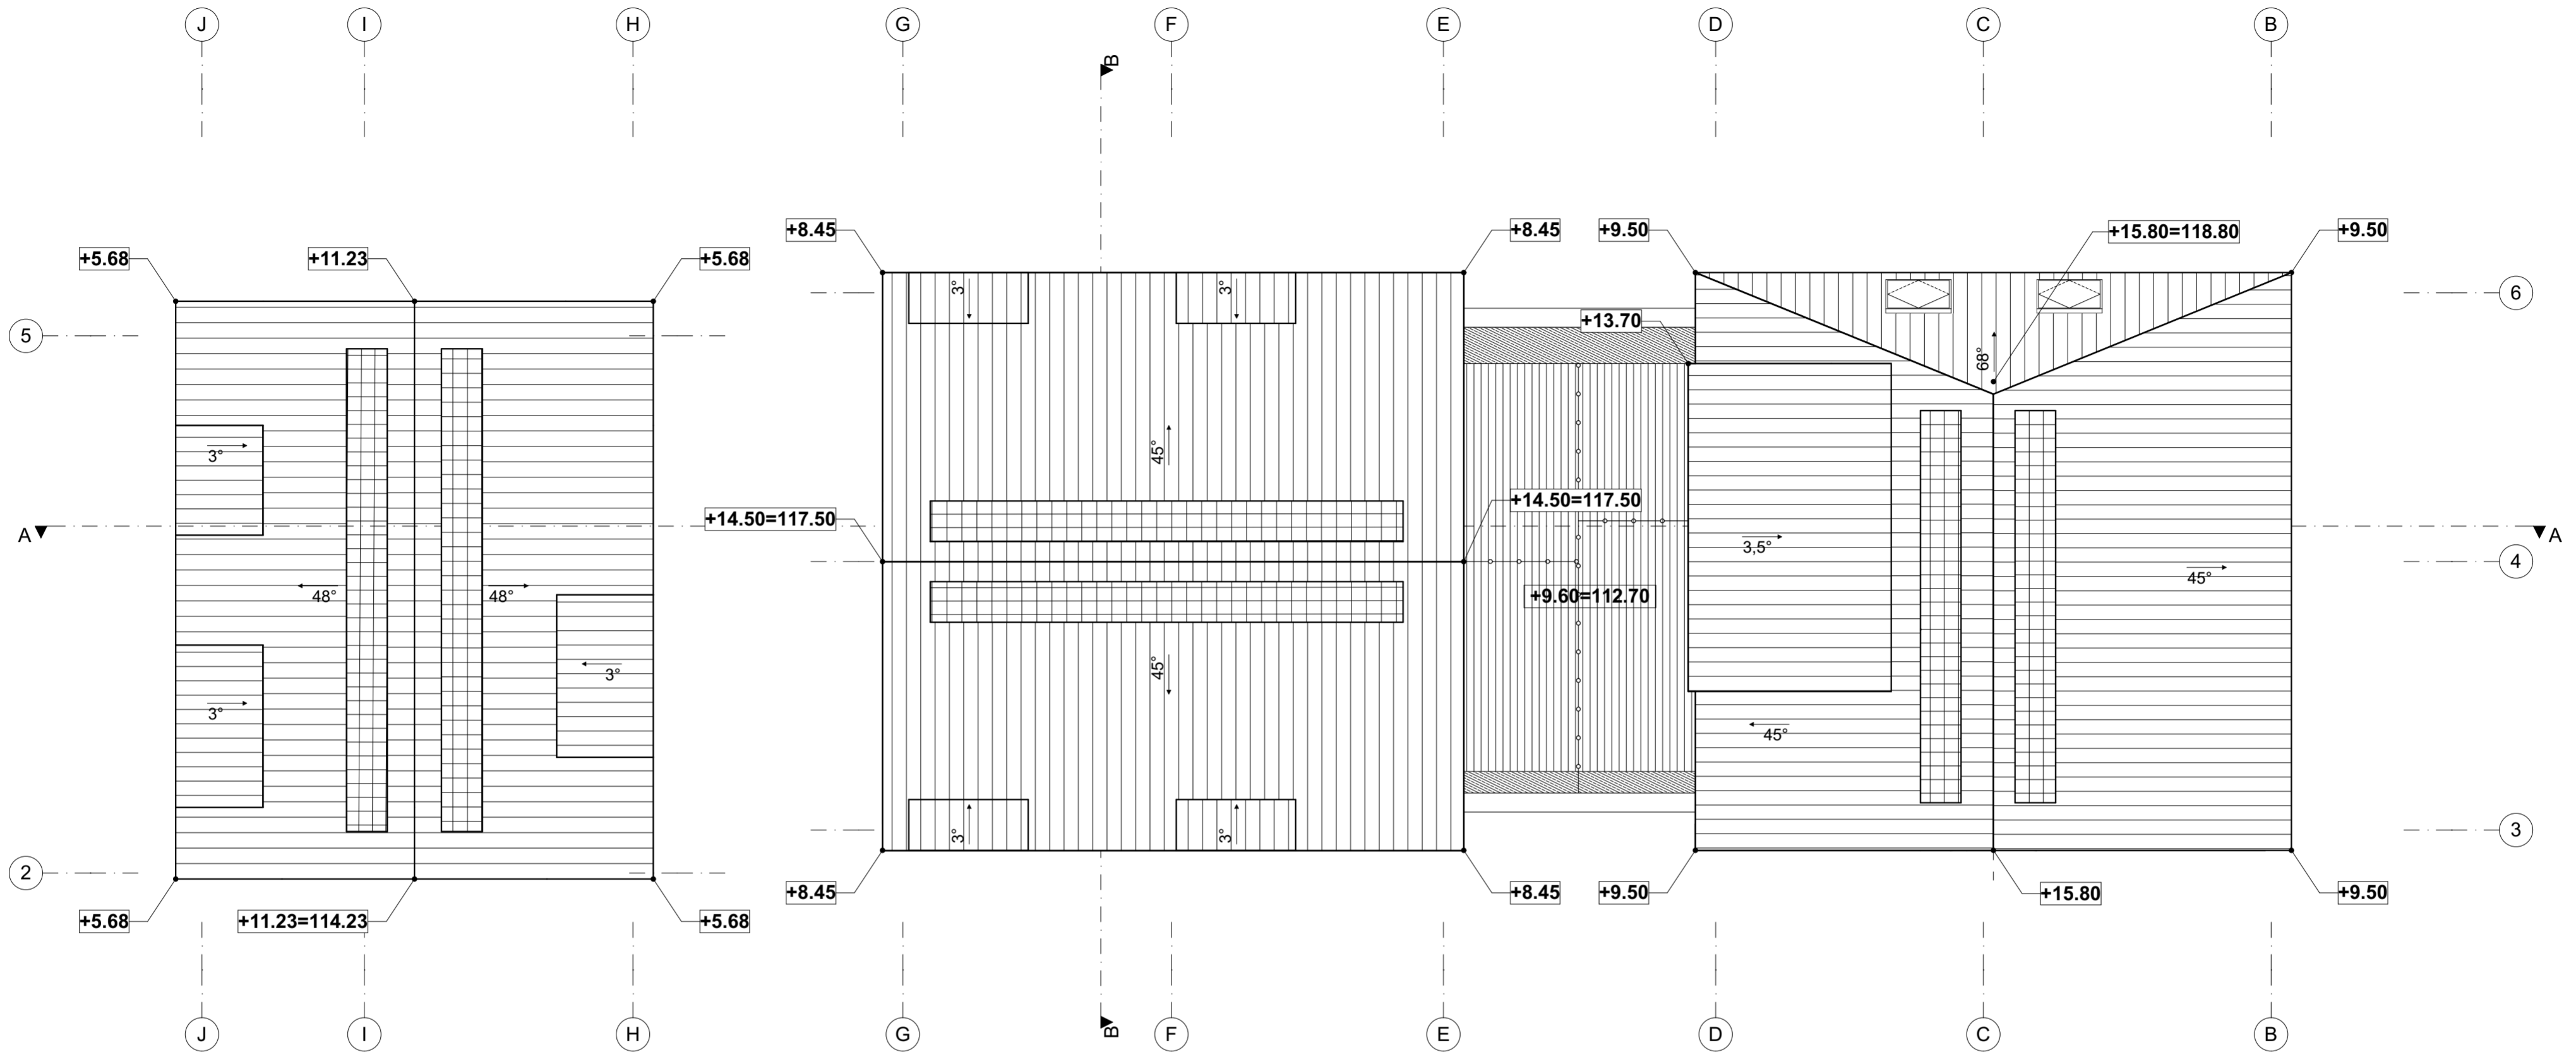 J I H G F E D C B
B
+8.45 +8.45 +9.50 +15.80=118.80 +9.50
+5.68 +11.23 +5.68
3° 3°
6
+13.70
5
68°
3° 45°
+14.50=117.50 +14.50=117.50
A A
3,5°
4
45°
48° 48° +9.60=112.70
3° 45°
3°
45°
3° 3° 3
2
+8.45 +8.45 +9.50 +15.80 +9.50
+5.68 +11.23=114.23 +5.68
B
J I H G F E D C B